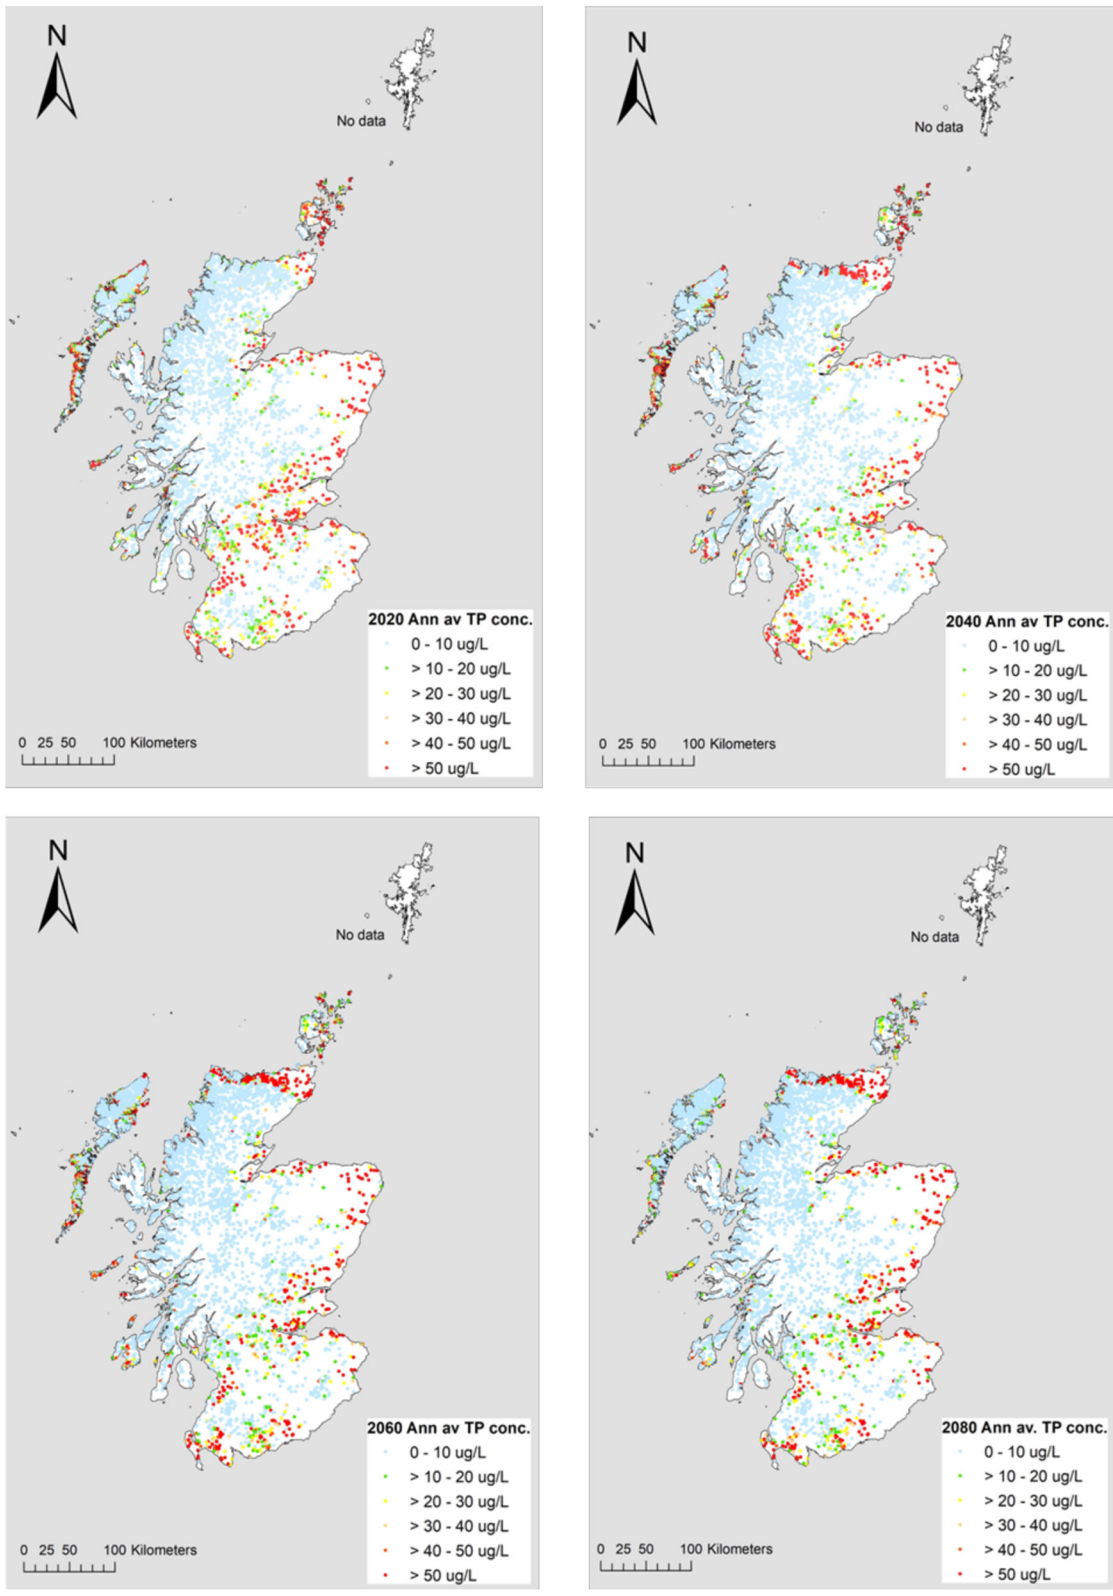 N
No data
2020 Ann av TP conc.
0 - 10 ug/L
> 10 - 20 ug/L
> 20 - 30 ug/L
> 30 - 40 ug/L
> 40 - 50 ug/L
> 50 ug/L
0 25 50 100 Kilometers
N
No data
2040 Ann av TP conc.
0 - 10 ug/L
> 10 - 20 ug/L
> 20 - 30 ug/L
> 30 - 40 ug/L
> 40 - 50 ug/L
> 50 ug/L
0 25 50 100 Kilometers
N
No data
2060 Ann av TP conc.
0 - 10 ug/L
> 10 - 20 ug/L
> 20 - 30 ug/L
> 30 - 40 ug/L
> 40 - 50 ug/L
> 50 ug/L
0 25 50 100 Kilometers
N
No data
2080 Ann av. TP conc.
0 - 10 ug/L
> 10 - 20 ug/L
> 20 - 30 ug/L
> 30 - 40 ug/L
> 40 - 50 ug/L
> 50 ug/L
0 25 50 100 Kilometers